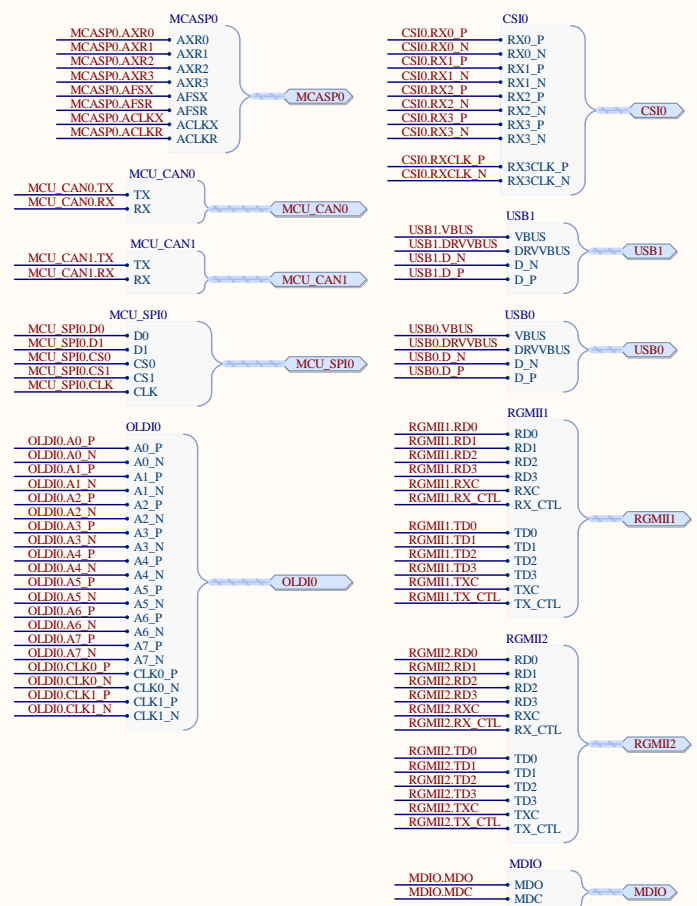 MCASP0
MCASP0.AXR0 AXR0
MCASP0.AXR1 AXR1
MCASP0.AXR2 AXR2
MCASP0.AXR3 AXR3
MCASP0.AFSX AFSX
MCASP0.AFSR AFSR
MCASP0.ACLKX ACLKX
MCASP0.ACLKR ACLKR
MCASP0
MCU_CAN0
MCU_CAN0.TX TX
MCU_CAN0.RX RX
MCU_CAN0
MCU_CAN1
MCU_CAN1.TX TX
MCU_CAN1.RX RX
MCU_CAN1
MCU_SPI0
MCU_SPI0.D0 D0
MCU_SPI0.D1 D1
MCU_SPI0.CS0 CS0
MCU_SPI0.CS1 CS1
MCU_SPI0.CLK CLK
MCU_SPI0
OLDI0
OLDI0.A0_P A0_P
OLDI0.A0_N A0_N
OLDI0.A1_P A1_P
OLDI0.A1_N A1_N
OLDI0.A2_P A2_P
OLDI0.A2_N A2_N
OLDI0.A3_P A3_P
OLDI0.A3_N A3_N
OLDI0.A4_P A4_P
OLDI0.A4_N A4_N
OLDI0.A5_P A5_P
OLDI0.A5_N A5_N
OLDI0.A6_P A6_P
OLDI0.A6_N A6_N
OLDI0.A7_P A7_P
OLDI0.A7_N A7_N
OLDI0.CLK0_P CLK0_P
OLDI0.CLK0_N CLK0_N
OLDI0.CLK1_P CLK1_P
OLDI0.CLK1_N CLK1_N
OLDI0
CSI0
CSI0.RX0_P RX0_P
CSI0.RX0_N RX0_N
CSI0.RX1_P RX1_P
CSI0.RX1_N RX1_N
CSI0.RX2_P RX2_P
CSI0.RX2_N RX2_N
CSI0.RX3_P RX3_P
CSI0.RX3_N RX3_N
CSI0.RXCLK_P RX3CLK_P
CSI0.RXCLK_N RX3CLK_N
CSI0
USB1
USB1.VBUS VBUS
USB1.DRVVBUS DRVVBUS
USB1.D_N D_N
USB1.D_P D_P
USB1
USB0
USB0.VBUS VBUS
USB0.DRVVBUS DRVVBUS
USB0.D_N D_N
USB0.D_P D_P
USB0
RGMII1
RGMII1.RD0 RD0
RGMII1.RD1 RD1
RGMII1.RD2 RD2
RGMII1.RD3 RD3
RGMII1.RXC RXC
RGMII1.RX_CTL RX_CTL
RGMII1.TD0 TD0
RGMII1.TD1 TD1
RGMII1.TD2 TD2
RGMII1.TD3 TD3
RGMII1.TXC TXC
RGMII1.TX_CTL TX_CTL
RGMII1
RGMII2
RGMII2.RD0 RD0
RGMII2.RD1 RD1
RGMII2.RD2 RD2
RGMII2.RD3 RD3
RGMII2.RXC RXC
RGMII2.RX_CTL RX_CTL
RGMII2.TD0 TD0
RGMII2.TD1 TD1
RGMII2.TD2 TD2
RGMII2.TD3 TD3
RGMII2.TXC TXC
RGMII2.TX_CTL TX_CTL
RGMII2
MDIO
MDIO.MDO MDO
MDIO.MDC MDC
MDIO